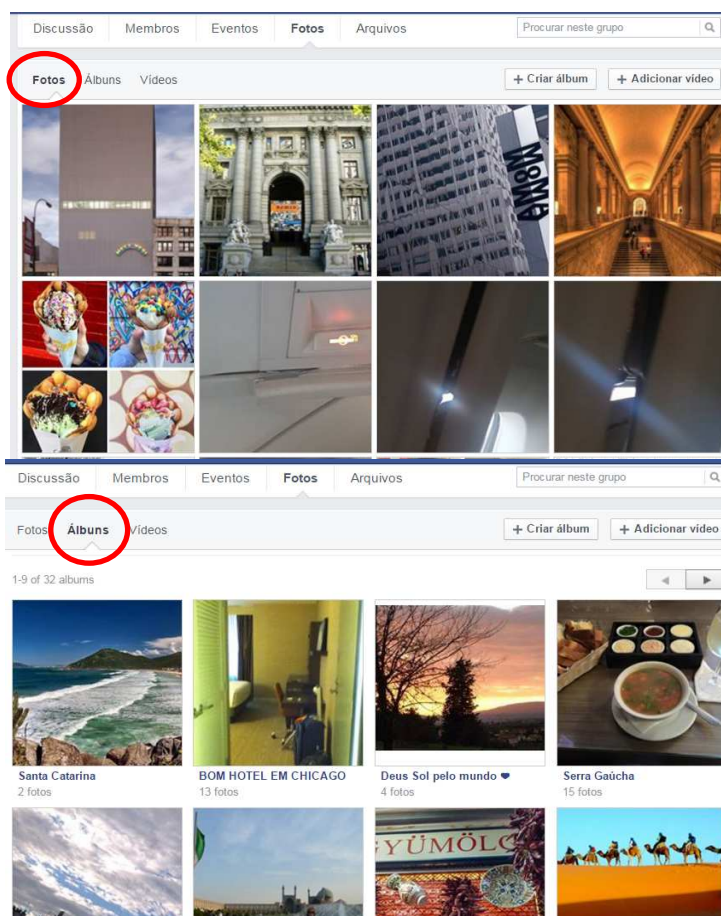 Discussão Membros Eventos Fotos Arquivos Procurar neste grupo
Fotos Álbuns Vídeos + Criar álbum + Adicionar vídeo
Discussão Membros Eventos Fotos Arquivos Procurar neste grupo
Fotos Álbuns Vídeos + Criar álbum + Adicionar vídeo
1-9 of 32 albums
Santa Catarina BOM HOTEL EM CHICAGO Deus Sol pelo mundo ❤ Serra Gaúcha
2 fotos 13 fotos 4 fotos 15 fotos
YÜMÖLC